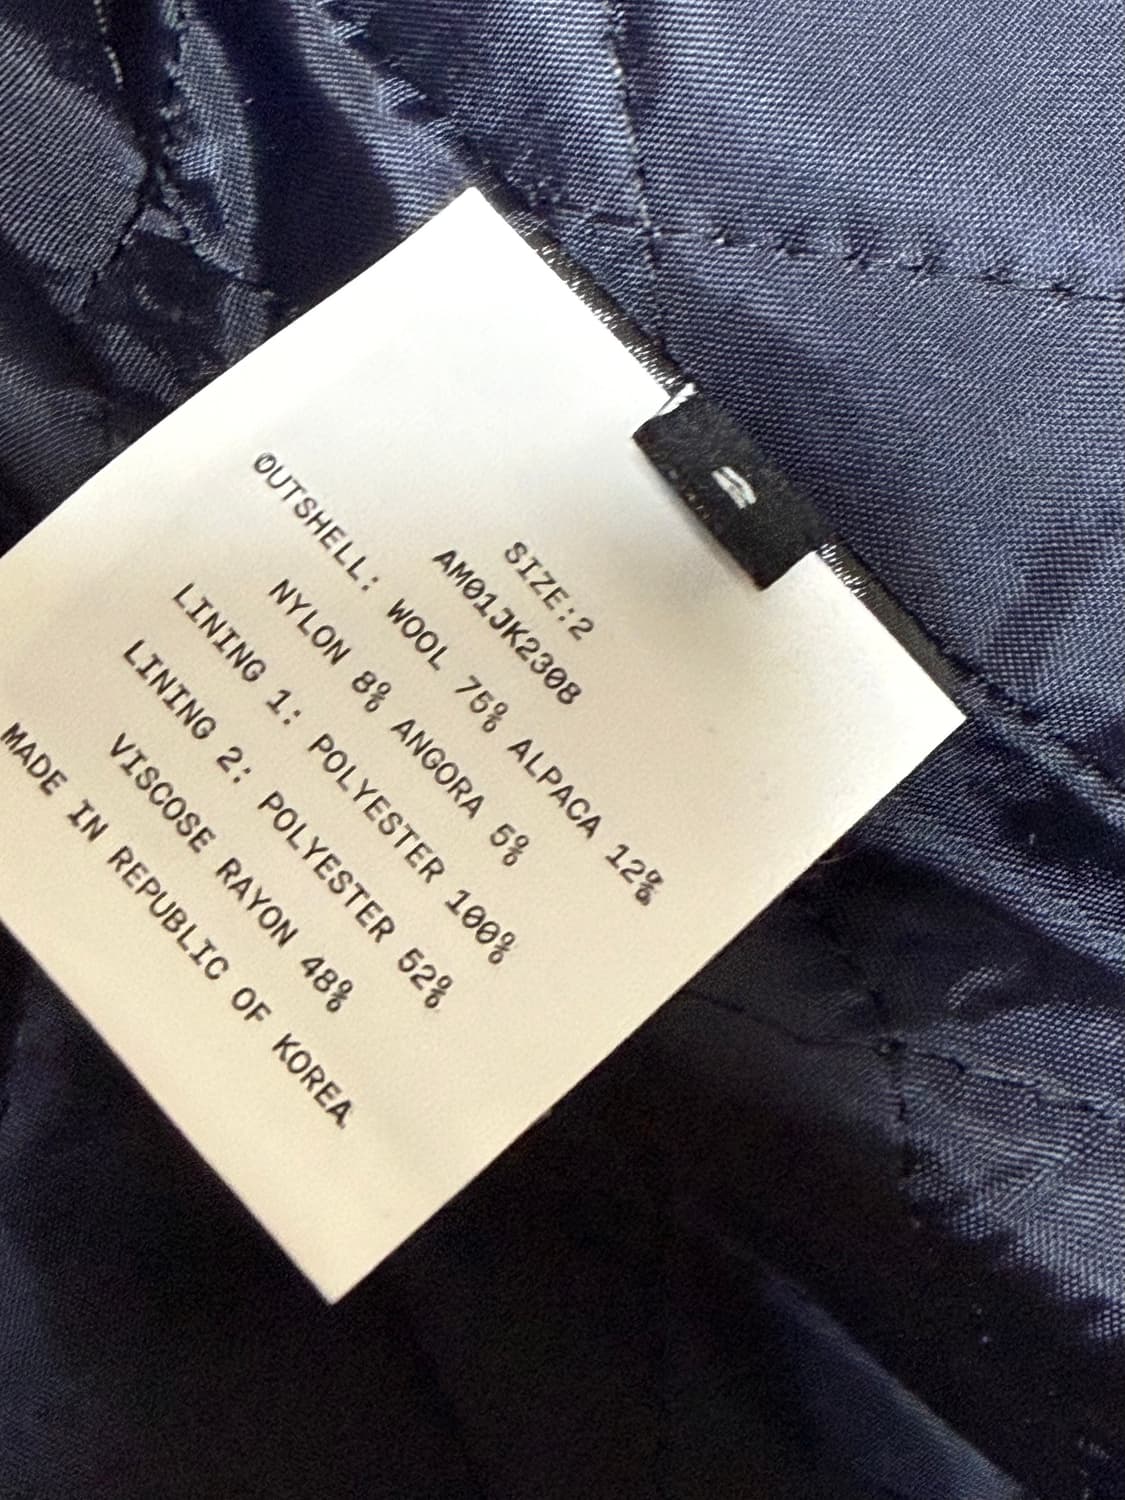 SIZE:2
AM01JK2308
OUTSHELL: WOOL 75% ALPACA 12%
NYLON 8% ANGORA 5%
LINING 1: POLYESTER 100%
LINING 2: POLYESTER 52%
VISCOSE RAYON 48%
MADE IN REPUBLIC OF KOREA